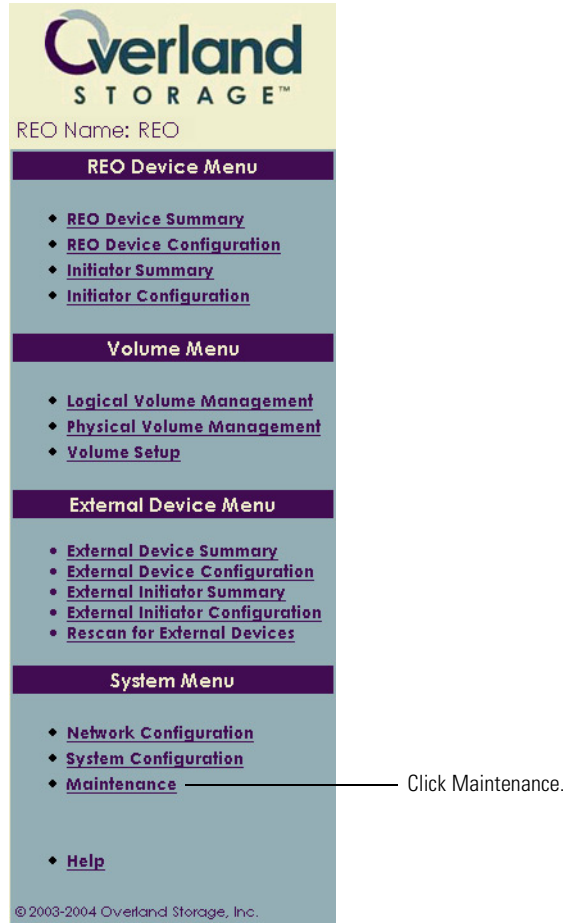 Overland
STORAGE™
REO Name: REO
REO Device Menu
REO Device Summary
REO Device Configuration
Initiator Summary
Initiator Configuration
Volume Menu
Logical Volume Management
Physical Volume Management
Volume Setup
External Device Menu
External Device Summary
External Device Configuration
External Initiator Summary
External Initiator Configuration
Rescan for External Devices
System Menu
Network Configuration
System Configuration
Maintenance
Click Maintenance.
Help
© 2003-2004 Overland Storage, Inc.